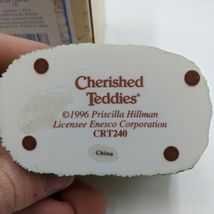 Cherished
Teddies®
©1996 Priscilla Hillman
Licensee Enesco Corporation
CRT240
China